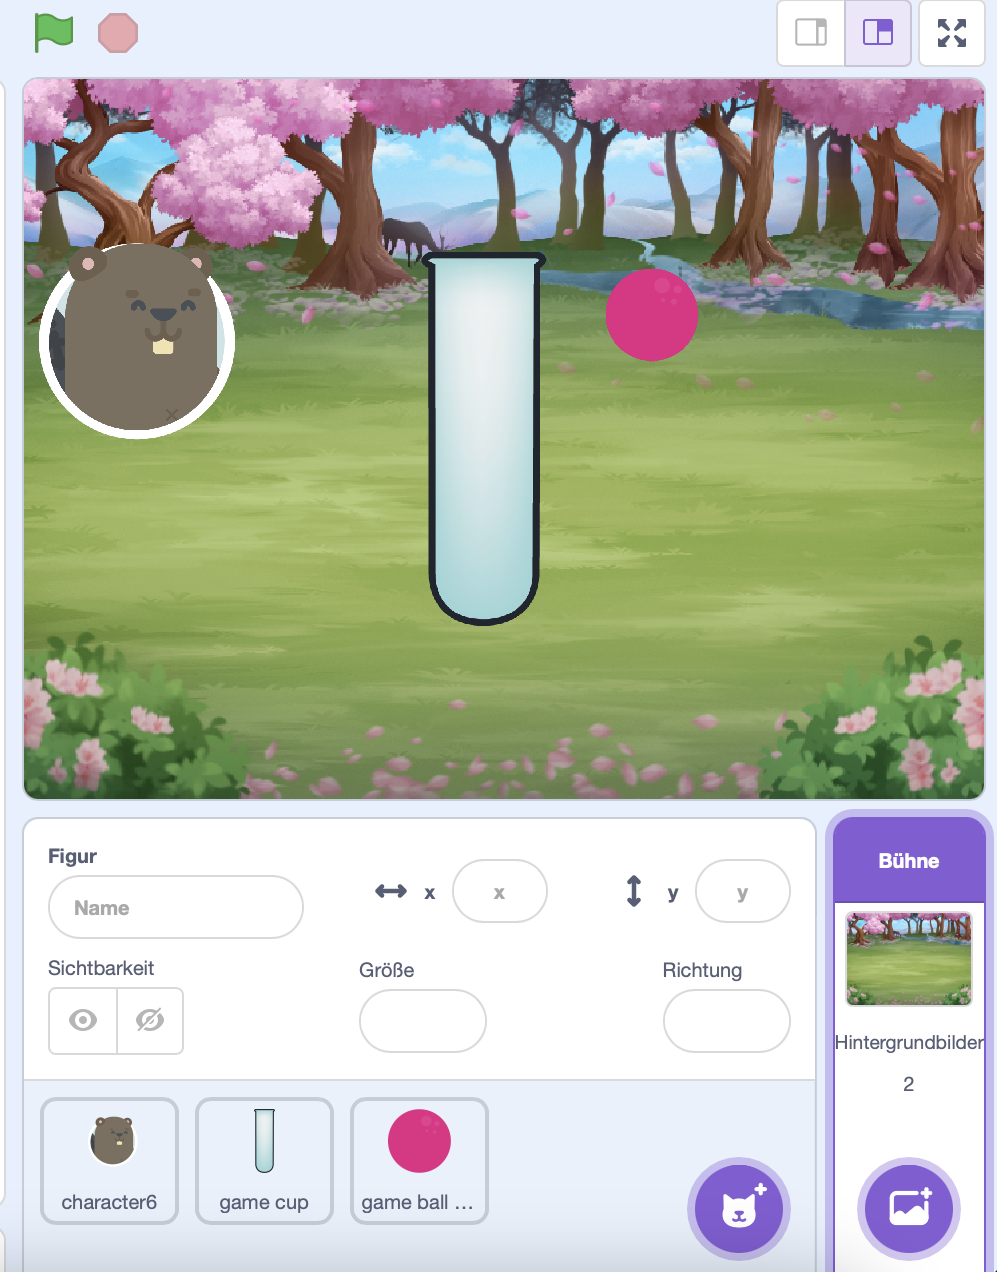 Figur
Name
x
x
y
y
Sichtbarkeit
Größe
Richtung
character6
game cup
game ball ...
Bühne
Hintergrundbilder
2